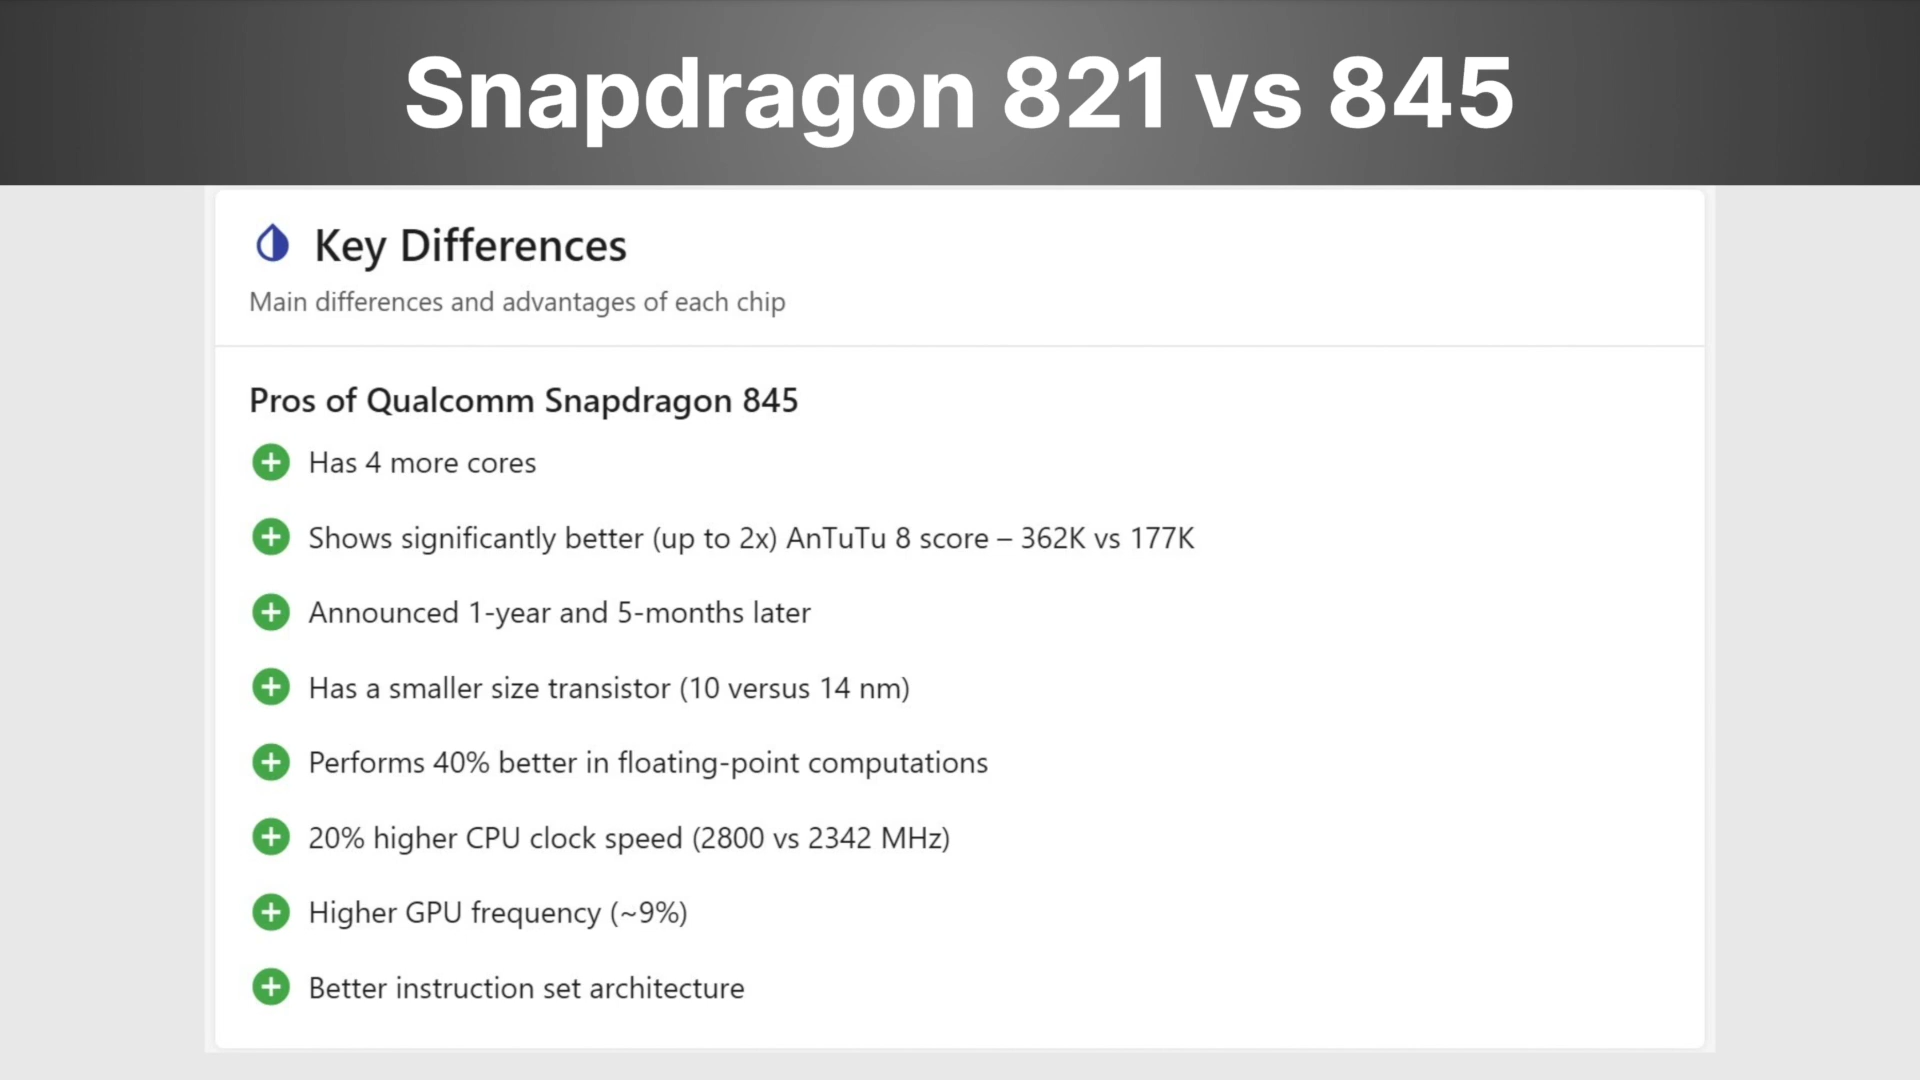 Snapdragon 821 vs 845
Key Differences
Main differences and advantages of each chip
Pros of Qualcomm Snapdragon 845
Has 4 more cores
Shows significantly better (up to 2x) AnTuTu 8 score – 362K vs 177K
Announced 1-year and 5-months later
Has a smaller size transistor (10 versus 14 nm)
Performs 40% better in floating-point computations
20% higher CPU clock speed (2800 vs 2342 MHz)
Higher GPU frequency (~9%)
Better instruction set architecture